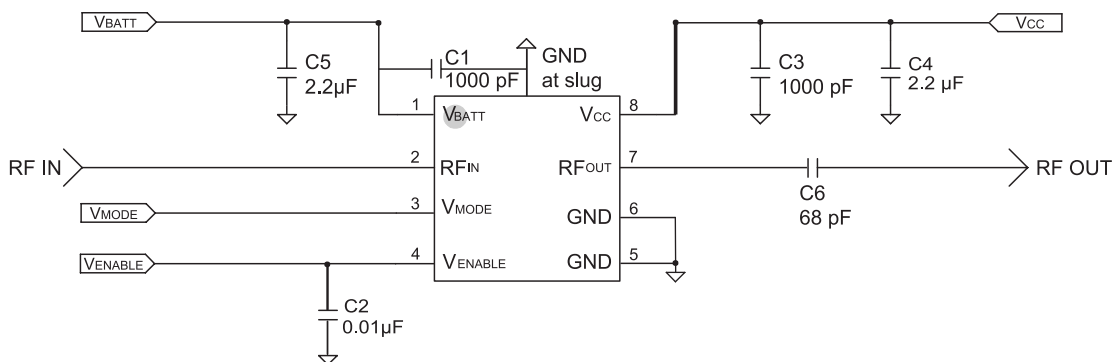 VBATT
VCC
C5
2.2µF
C1
1000 pF
GND
at slug
C3
1000 pF
C4
2.2 µF
1
VBATT
VCC
8
RF IN
2
RFIN
RFOUT
7
RF OUT
C6
68 pF
VMODE
3
VMODE
GND
6
VENABLE
4
VENABLE
GND
5
C2
0.01µF